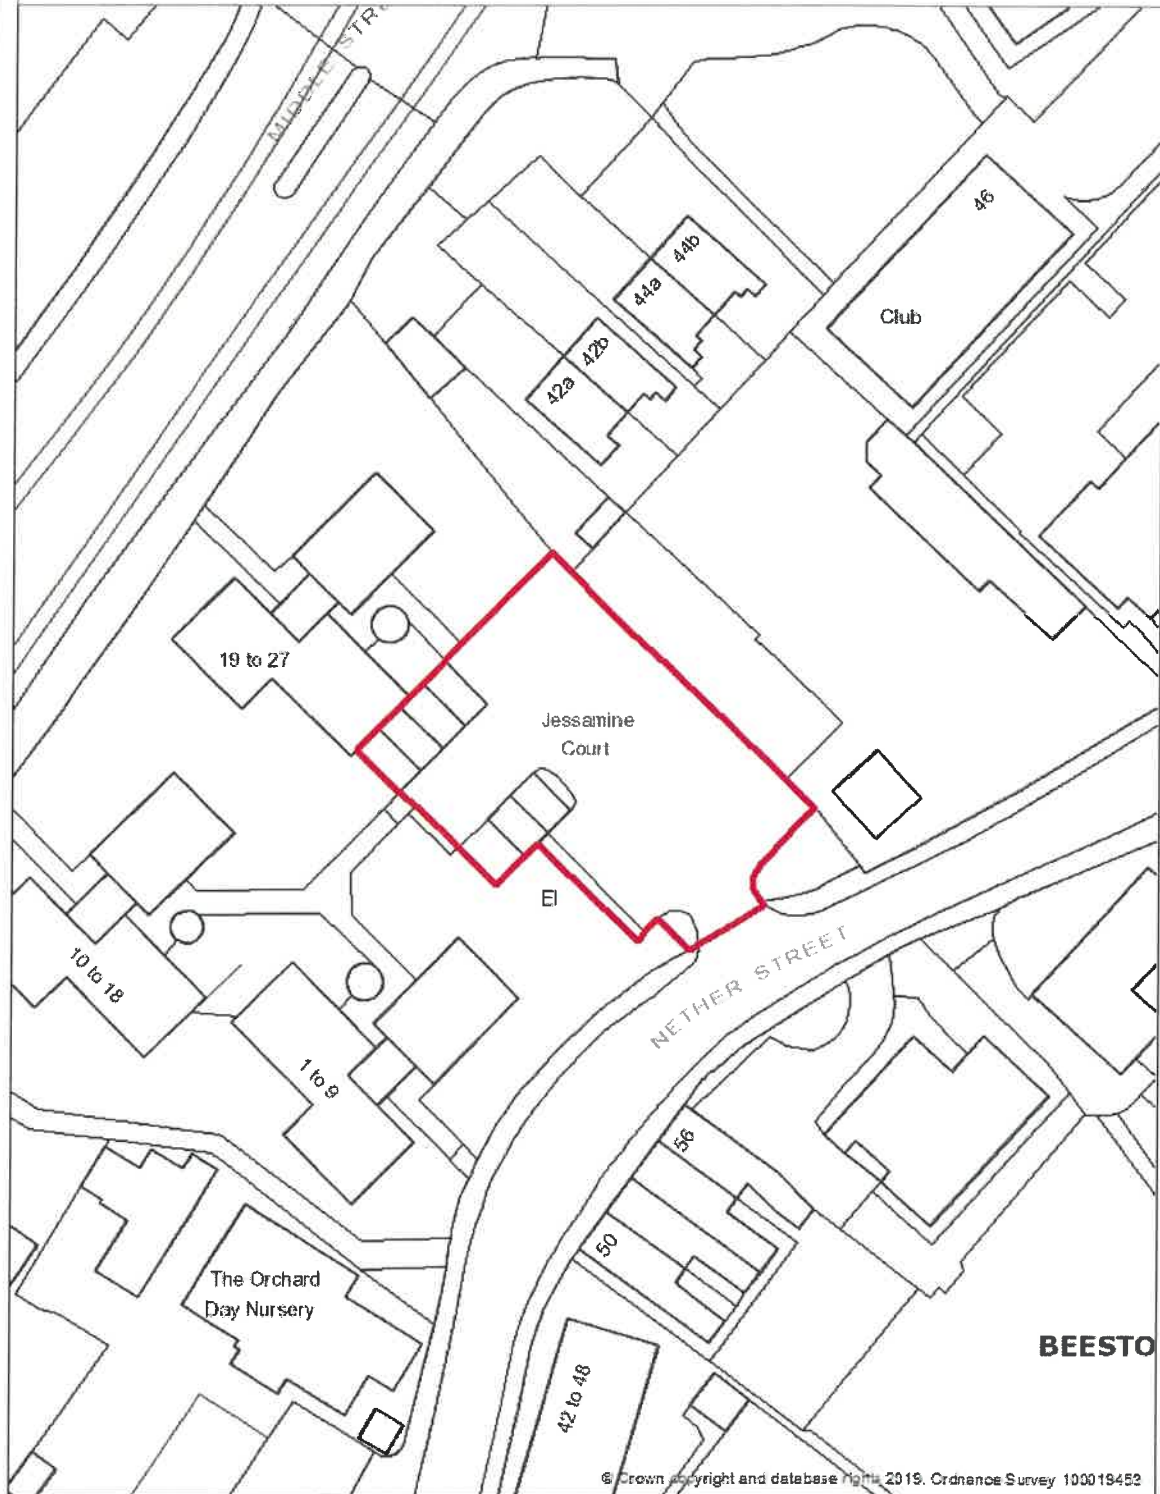 MIDDLE STRE
46
44b
44a
Club
42b
42a
19 to 27
Jessamine
Court
El
10 to 18
NETHER STREET
1 to 9
56
50
The Orchard
Day Nursery
BEESTO
42 to 48
© Crown copyright and database rights 2019. Ordnance Survey 100019453